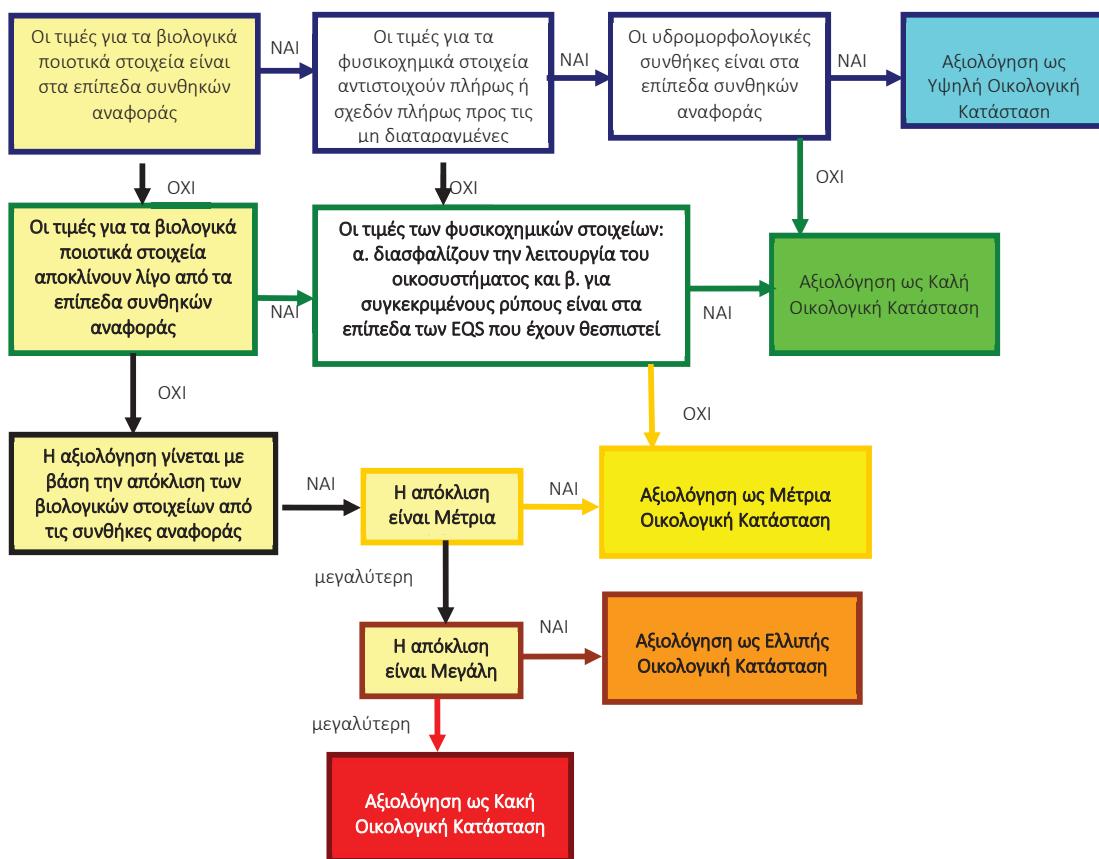 Οι τιμές για τα βιολογικά
ποιοτικά στοιχεία είναι
στα επίπεδα συνθηκών
αναφοράς
ΝΑΙ
Οι τιμές για τα
φυσικοχημικά στοιχεία
αντιστοιχούν πλήρως ή
σχεδόν πλήρως προς τις
μη διαταραγμένες
ΝΑΙ
Οι υδρομορφολογικές
συνθήκες είναι στα
επίπεδα συνθηκών
αναφοράς
ΝΑΙ
Αξιολόγηση ως
Υψηλή Οικολογική
Κατάσταση
ΟΧΙ
ΟΧΙ
ΟΧΙ
Οι τιμές για τα βιολογικά
ποιοτικά στοιχεία
αποκλίνουν λίγο από τα
επίπεδα συνθηκών
αναφοράς
ΝΑΙ
Οι τιμές των φυσικοχημικών στοιχείων:
α. διασφαλίζουν την λειτουργία του
οικοσυστήματος και β. για
συγκεκριμένους ρύπους είναι στα
επίπεδα των EQS που έχουν θεσπιστεί
ΝΑΙ
Αξιολόγηση ως Καλή
Οικολογική Κατάσταση
ΟΧΙ
ΟΧΙ
Η αξιολόγηση γίνεται με
βάση την απόκλιση των
βιολογικών στοιχείων από
τις συνθήκες αναφοράς
ΝΑΙ
Η απόκλιση
είναι Μέτρια
ΝΑΙ
Αξιολόγηση ως Μέτρια
Οικολογική Κατάσταση
μεγαλύτερη
Η απόκλιση
είναι Μεγάλη
ΝΑΙ
Αξιολόγηση ως Ελλιπής
Οικολογική Κατάσταση
μεγαλύτερη
Αξιολόγηση ως Κακή
Οικολογική Κατάσταση